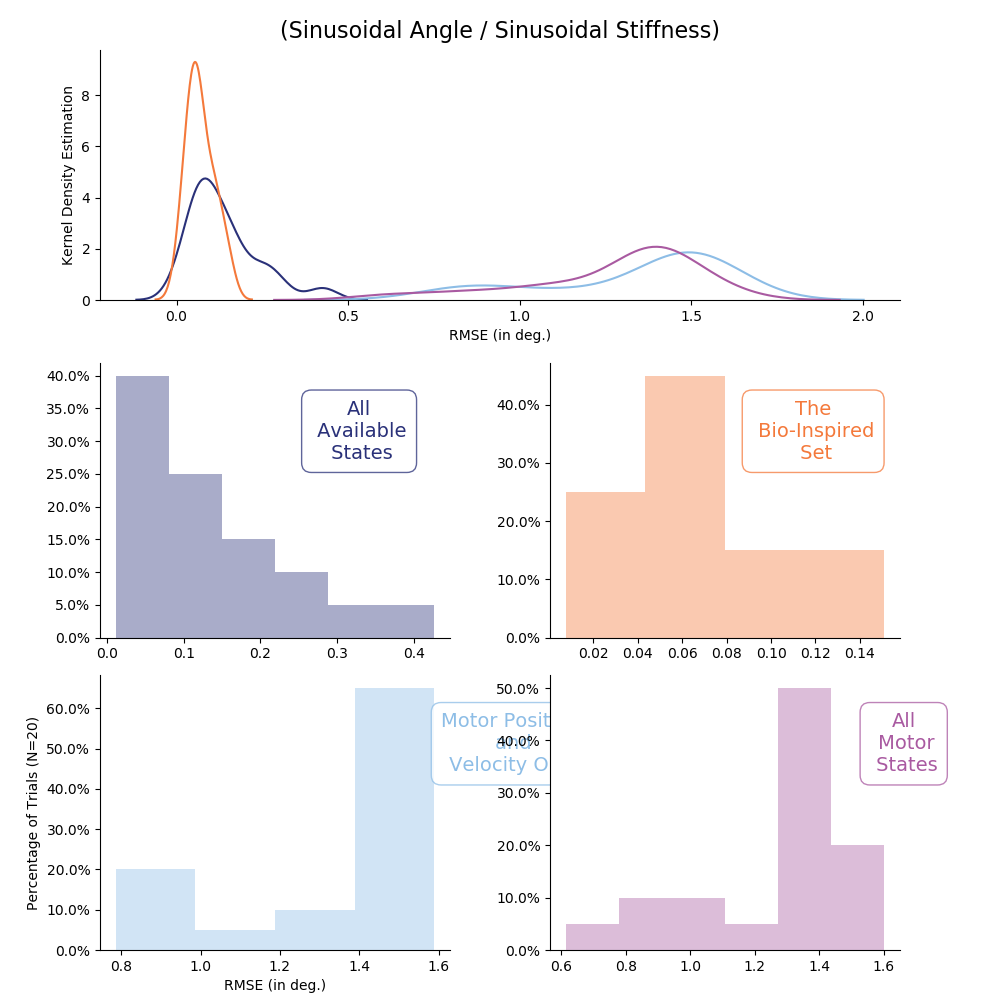 (Sinusoidal Angle / Sinusoidal Stiffness)
Kernel Density Estimation
8
6
4
2
0
0.0 0.5 1.0 1.5 2.0
RMSE (in deg.)
40.0%
35.0%
30.0%
25.0%
20.0%
15.0%
10.0%
5.0%
0.0%
All
Available
States
0.0 0.1 0.2 0.3 0.4
40.0%
30.0%
20.0%
10.0%
0.0%
The
Bio-Inspired
Set
0.02 0.04 0.06 0.08 0.10 0.12 0.14
Percentage of Trials (N=20)
60.0%
50.0%
40.0%
30.0%
20.0%
10.0%
0.0%
Motor Posit
and
Velocity O
0.8 1.0 1.2 1.4 1.6
RMSE (in deg.)
50.0%
40.0%
30.0%
20.0%
10.0%
0.0%
All
Motor
States
0.6 0.8 1.0 1.2 1.4 1.6